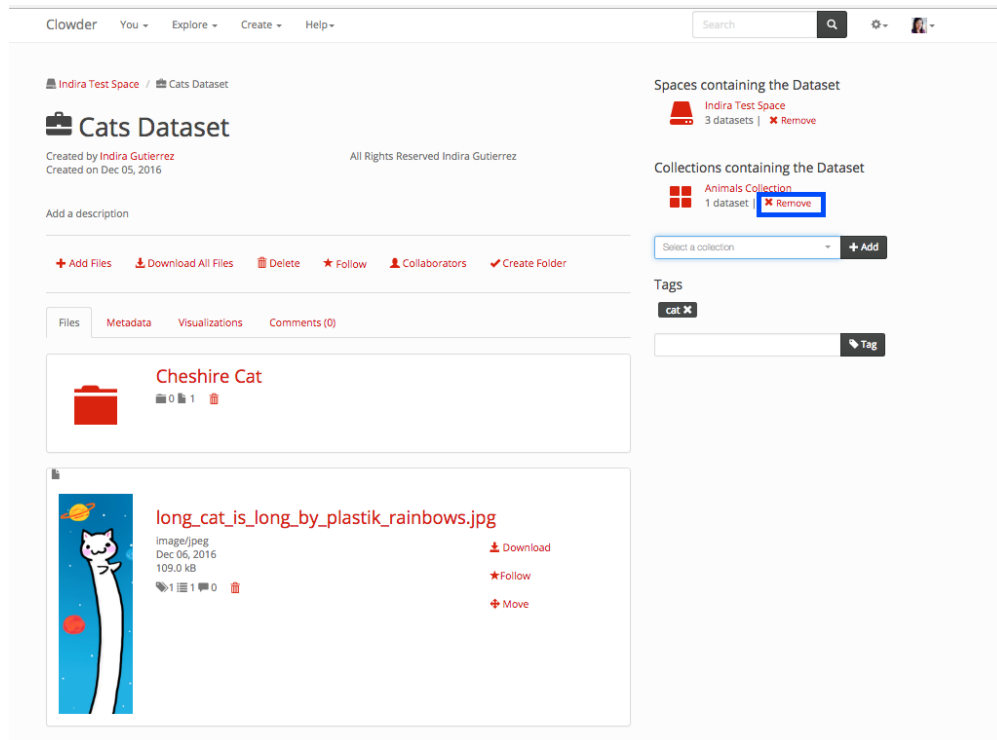 Clowder You Explore Create Help Search
Indira Test Space / Cats Dataset
Cats Dataset
Created by Indira Gutierrez
Created on Dec 05, 2016
All Rights Reserved Indira Gutierrez
Add a description
Add Files Download All Files Delete Follow Collaborators Create Folder
Files Metadata Visualizations Comments (0)
Cheshire Cat
0 1
long_cat_is_long_by_plastik_rainbows.jpg
image/jpeg
Dec 06, 2016
109.0 kB
1 1 0
Download
Follow
Move
Spaces containing the Dataset
Indira Test Space
3 datasets | Remove
Collections containing the Dataset
Animals Collection
1 dataset | Remove
Select a colection Add
Tags
cat
Tag